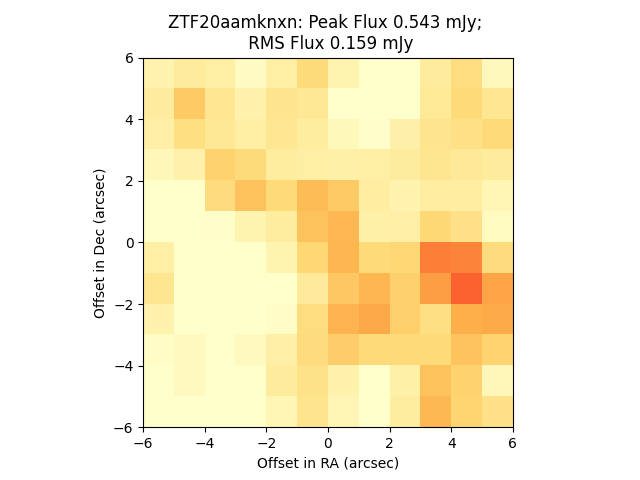 ZTF20aamknxn: Peak Flux 0.543 mJy;
RMS Flux 0.159 mJy
6
4
2
0
−2
−4
−6
Offset in Dec (arcsec)
−6 −4 −2 0 2 4 6
Offset in RA (arcsec)